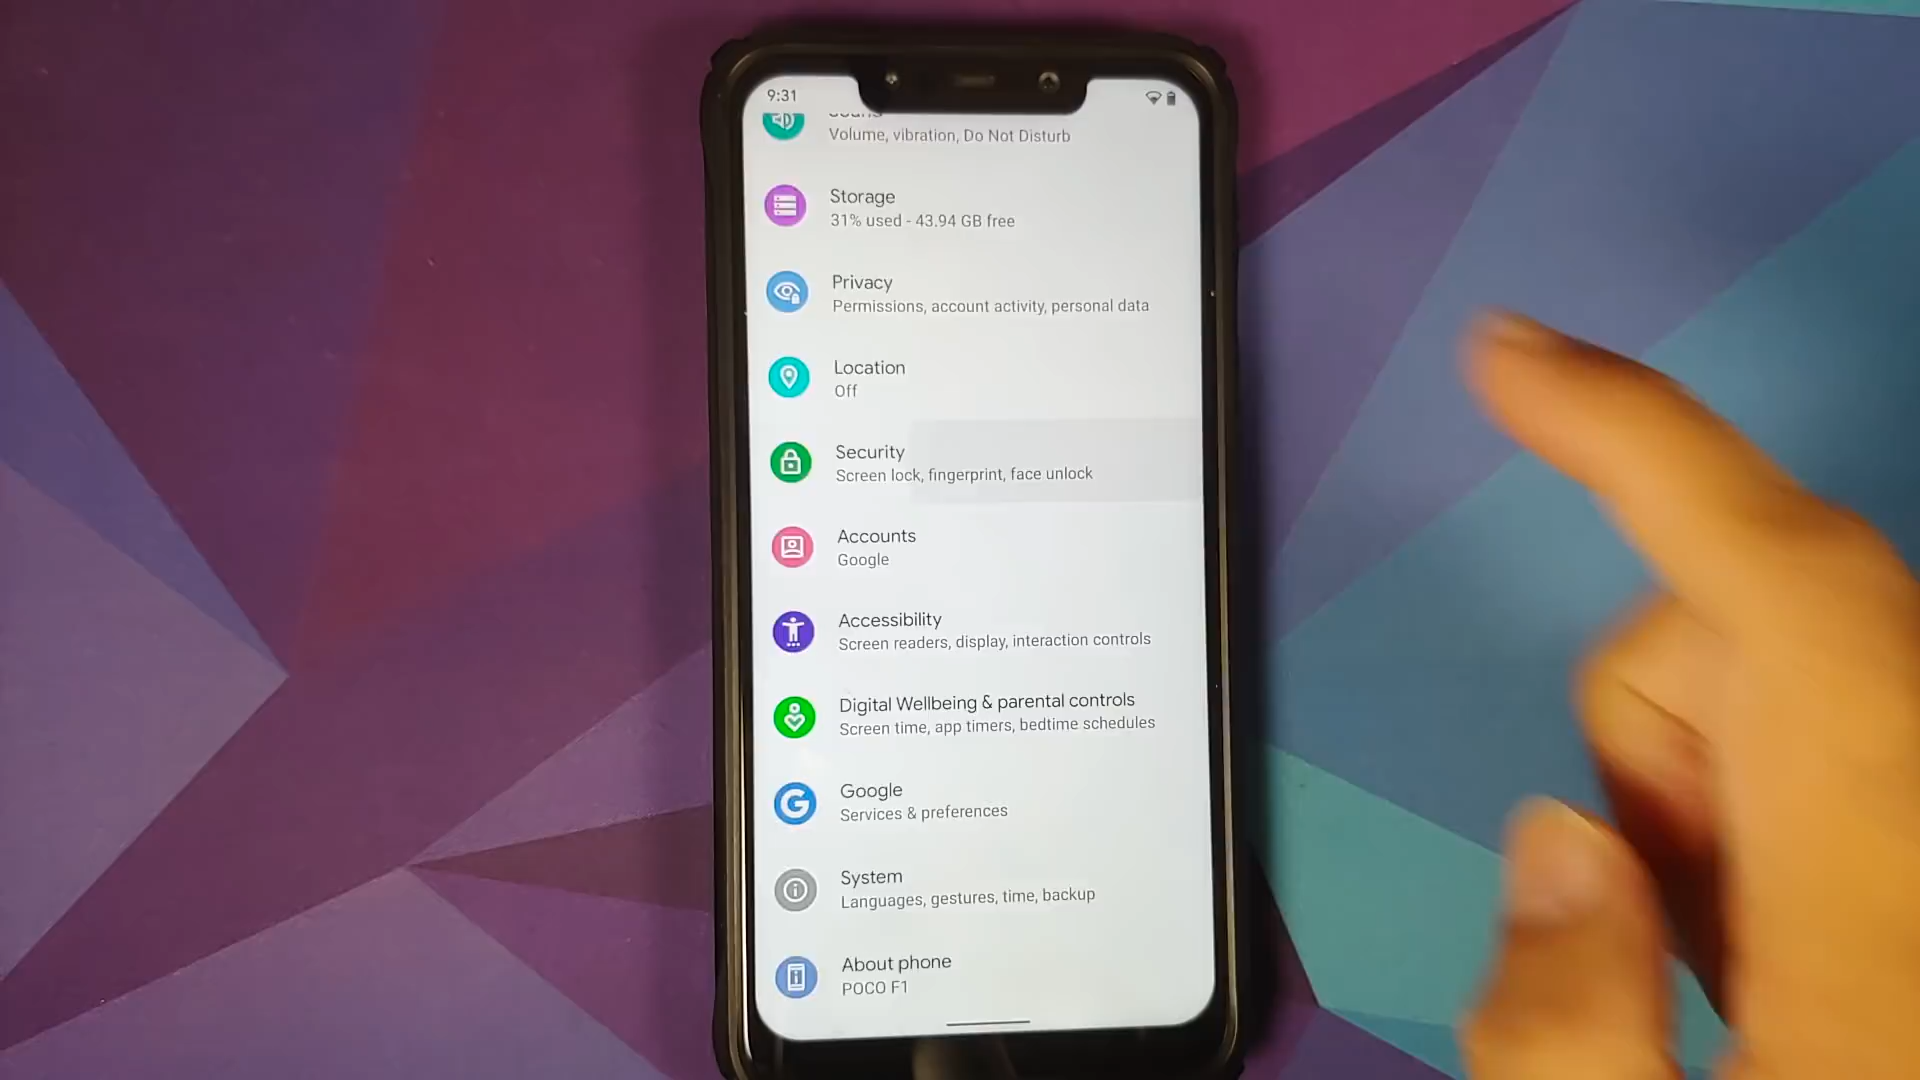 9:31
Volume, vibration, Do Not Disturb
Storage
31% used - 43.94 GB free
Privacy
Permissions, account activity, personal data
Location
Off
Security
Screen lock, fingerprint, face unlock
Accounts
Google
Accessibility
Screen readers, display, interaction controls
Digital Wellbeing & parental controls
Screen time, app timers, bedtime schedules
Google
Services & preferences
System
Languages, gestures, time, backup
About phone
POCO F1